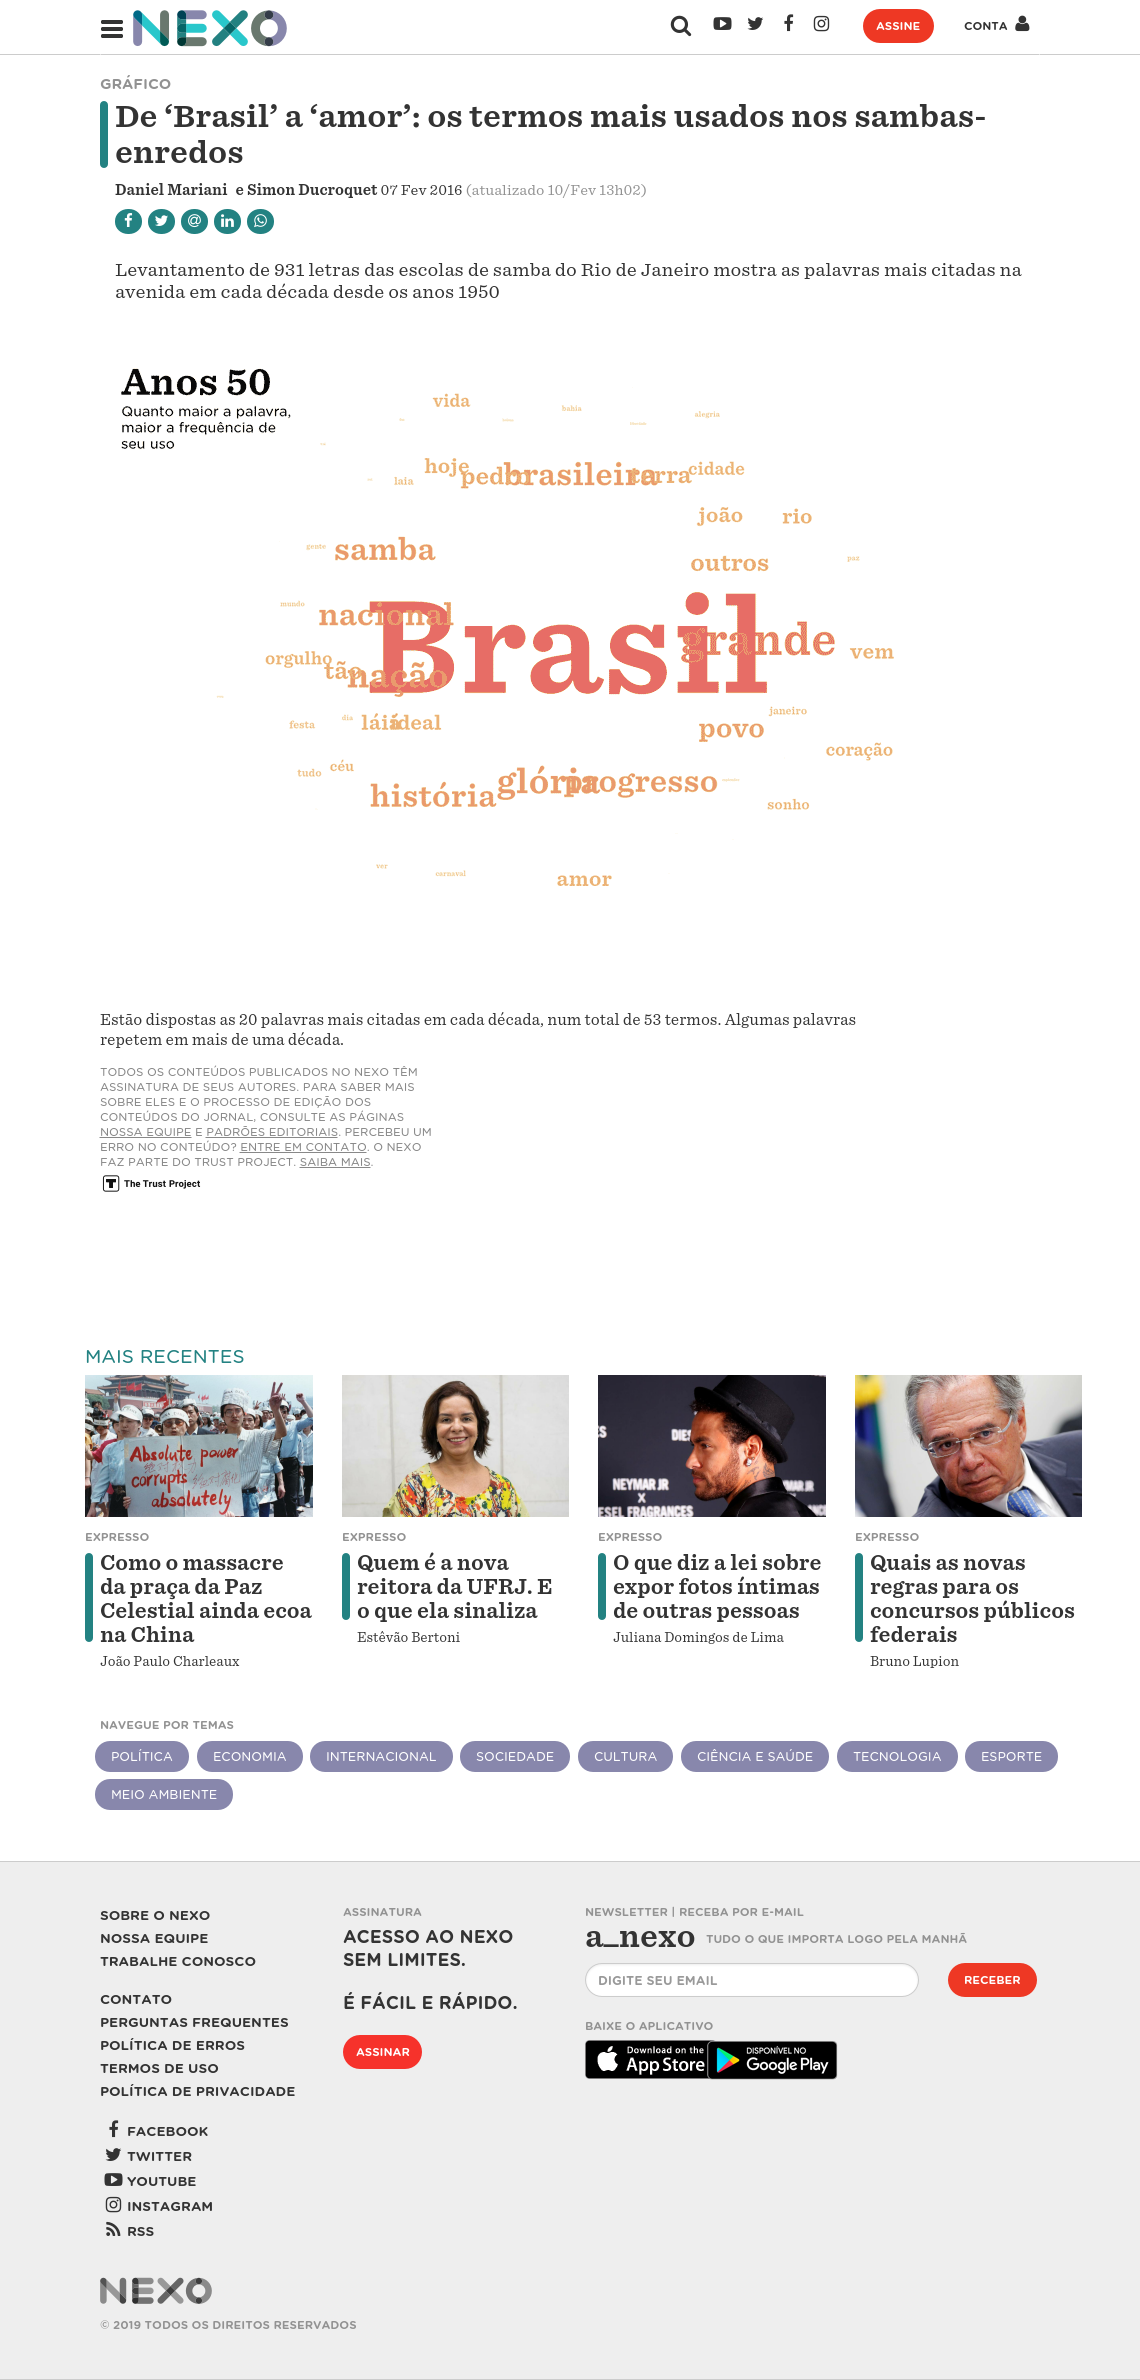 NEXO
ASSINE
CONTA
GRÁFICO
De ‘Brasil’ a ‘amor’: os termos mais usados nos sambas-
enredos
Daniel Mariani e Simon Ducroquet 07 Fev 2016 (atualizado 10/Fev 13h02)
Levantamento de 931 letras das escolas de samba do Rio de Janeiro mostra as palavras mais citadas na
avenida em cada década desde os anos 1950
Anos 50
Quanto maior a palavra,
maior a frequência de
seu uso
vida
bahia
alegria
hoje
pedro
brasileira
terra
cidade
laia
joão
rio
gente
samba
outros
paz
mundo
nacional
Brasil
grande
vem
orgulho
tão
nação
janeiro
festa
dia
láiá
ideal
povo
coração
tudo
céu
história
glória
progresso
sonho
ver
carnaval
amor
Estão dispostas as 20 palavras mais citadas em cada década, num total de 53 termos. Algumas palavras
repetem em mais de uma década.
TODOS OS CONTEÚDOS PUBLICADOS NO NEXO TÊM
ASSINATURA DE SEUS AUTORES. PARA SABER MAIS
SOBRE ELES E O PROCESSO DE EDIÇÃO DOS
CONTEÚDOS DO JORNAL, CONSULTE AS PÁGINAS
NOSSA EQUIPE E PADRÕES EDITORIAIS. PERCEBEU UM
ERRO NO CONTEÚDO? ENTRE EM CONTATO. O NEXO
FAZ PARTE DO TRUST PROJECT. SAIBA MAIS.
T The Trust Project
MAIS RECENTES
Absolute power
corrupts
absolutely
NEYMAR JR
X
DIESEL FRAGRANCES
EXPRESSO
Como o massacre
da praça da Paz
Celestial ainda ecoa
na China
João Paulo Charleaux
EXPRESSO
Quem é a nova
reitora da UFRJ. E
o que ela sinaliza
Estêvão Bertoni
EXPRESSO
O que diz a lei sobre
expor fotos íntimas
de outras pessoas
Juliana Domingos de Lima
EXPRESSO
Quais as novas
regras para os
concursos públicos
federais
Bruno Lupion
NAVEGUE POR TEMAS
POLÍTICA ECONOMIA INTERNACIONAL SOCIEDADE CULTURA CIÊNCIA E SAÚDE TECNOLOGIA ESPORTE
MEIO AMBIENTE
SOBRE O NEXO
NOSSA EQUIPE
TRABALHE CONOSCO
CONTATO
PERGUNTAS FREQUENTES
POLÍTICA DE ERROS
TERMOS DE USO
POLÍTICA DE PRIVACIDADE
FACEBOOK
TWITTER
YOUTUBE
INSTAGRAM
RSS
ASSINATURA
ACESSO AO NEXO
SEM LIMITES.
É FÁCIL E RÁPIDO.
ASSINAR
NEWSLETTER | RECEBA POR E-MAIL
a_nexo TUDO O QUE IMPORTA LOGO PELA MANHÃ
DIGITE SEU EMAIL
RECEBER
BAIXE O APLICATIVO
Download on the
App Store
DISPONÍVEL NO
Google Play
NEXO
© 2019 TODOS OS DIREITOS RESERVADOS